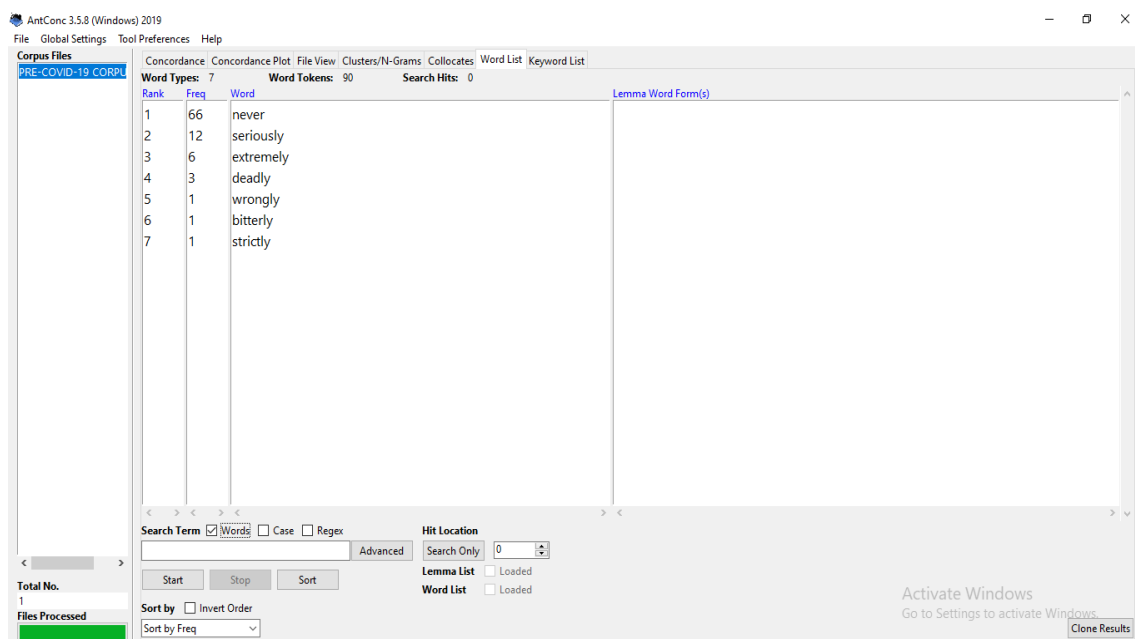 AntConc 3.5.8 (Windows) 2019
File Global Settings Tool Preferences Help
Corpus Files
PRE-COVID-19 CORPU
Concordance Concordance Plot File View Clusters/N-Grams Collocates Word List Keyword List
Word Types: 7 Word Tokens: 90 Search Hits: 0
Rank Freq Word Lemma Word Form(s)
1 66 never
2 12 seriously
3 6 extremely
4 3 deadly
5 1 wrongly
6 1 bitterly
7 1 strictly
Search Term Words Case Regex Hit Location
Advanced Search Only 0
Start Stop Sort Lemma List Loaded
Word List Loaded
Total No.
1
Files Processed
Sort by Invert Order
Sort by Freq
Activate Windows
Go to Settings to activate Windows.
Clone Results